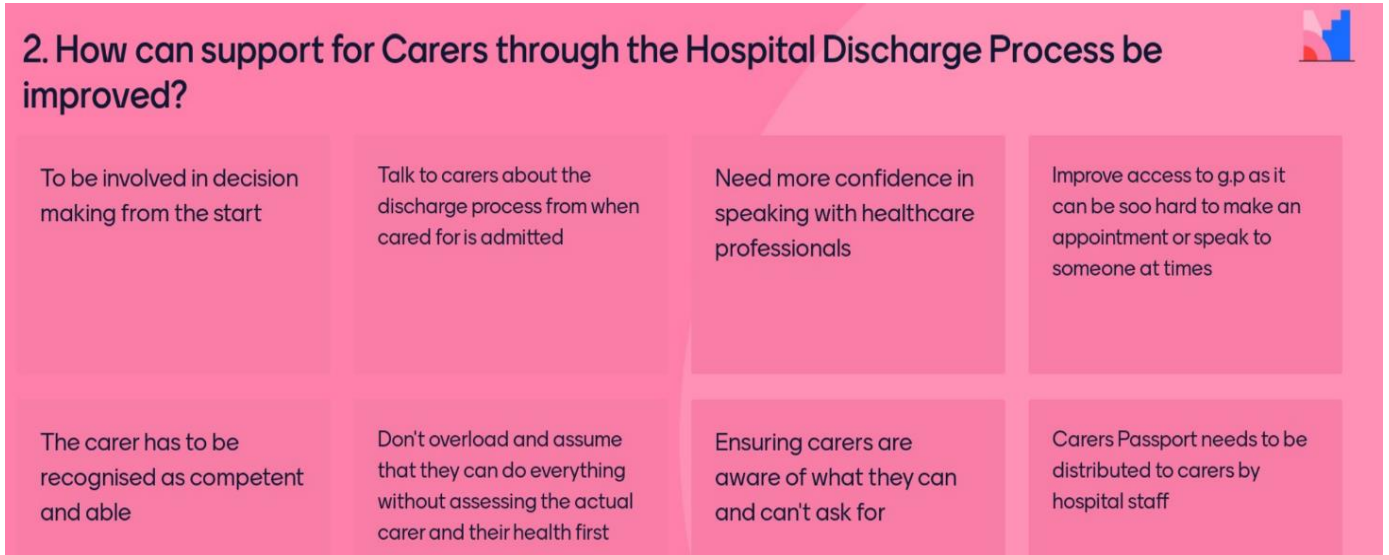 2. How can support for Carers through the Hospital Discharge Process be
improved?
To be involved in decision
making from the start
Talk to carers about the
discharge process from when
cared for is admitted
Need more confidence in
speaking with healthcare
professionals
Improve access to g.p as it
can be soo hard to make an
appointment or speak to
someone at times
The carer has to be
recognised as competent
and able
Don't overload and assume
that they can do everything
without assessing the actual
carer and their health first
Ensuring carers are
aware of what they can
and can't ask for
Carers Passport needs to be
distributed to carers by
hospital staff